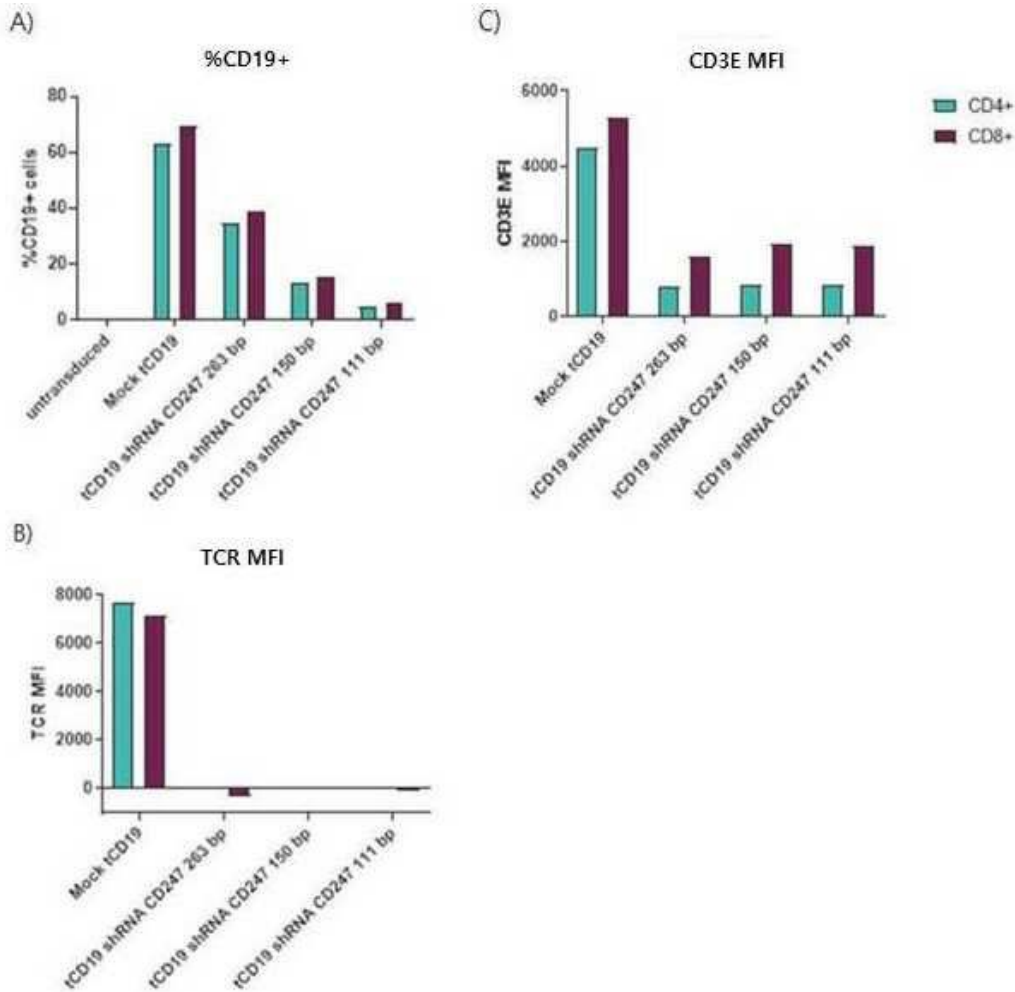 A)
%CD19+
%CD19+ cells
80
60
40
20
0
untransduced
Mock tCD19
tCD19 shRNA CD247 263 bp
tCD19 shRNA CD247 150 bp
tCD19 shRNA CD247 111 bp
C)
CD3E MFI
CD3E MFI
6000
4000
2000
0
Mock tCD19
tCD19 shRNA CD247 263 bp
tCD19 shRNA CD247 150 bp
tCD19 shRNA CD247 111 bp
CD4+
CD8+
B)
TCR MFI
TCR MFI
8000
6000
4000
2000
0
Mock tCD19
tCD19 shRNA CD247 263 bp
tCD19 shRNA CD247 150 bp
tCD19 shRNA CD247 111 bp